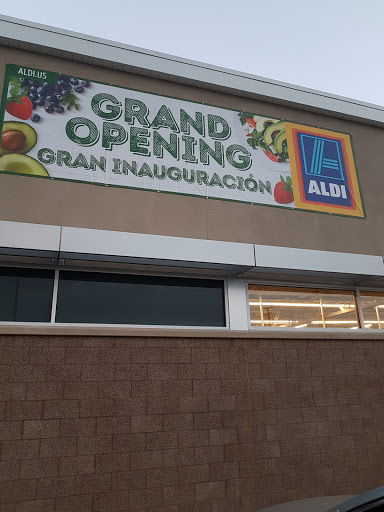 ALDI.US
GRAND
OPENING
GRAN INAUGURACIÓN
ALDI